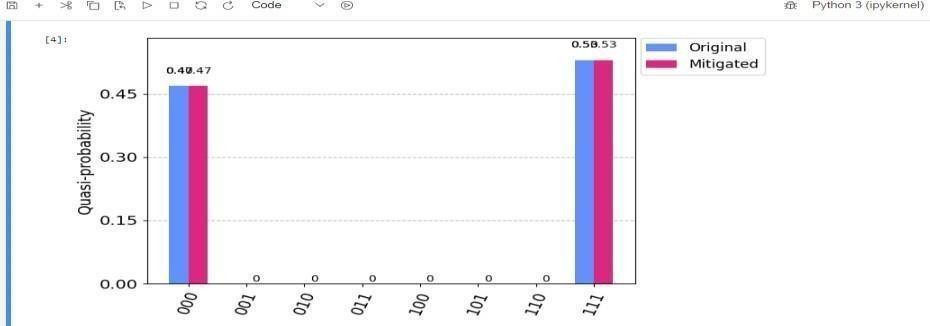 Code
Python 3 (ipykernel)
[4]:
Original
Mitigated
0.47
0.53
Quasi-probability
0.45
0.30
0.15
0.00
0 0 0 0 0 0
000 001 010 011 100 101 110 111